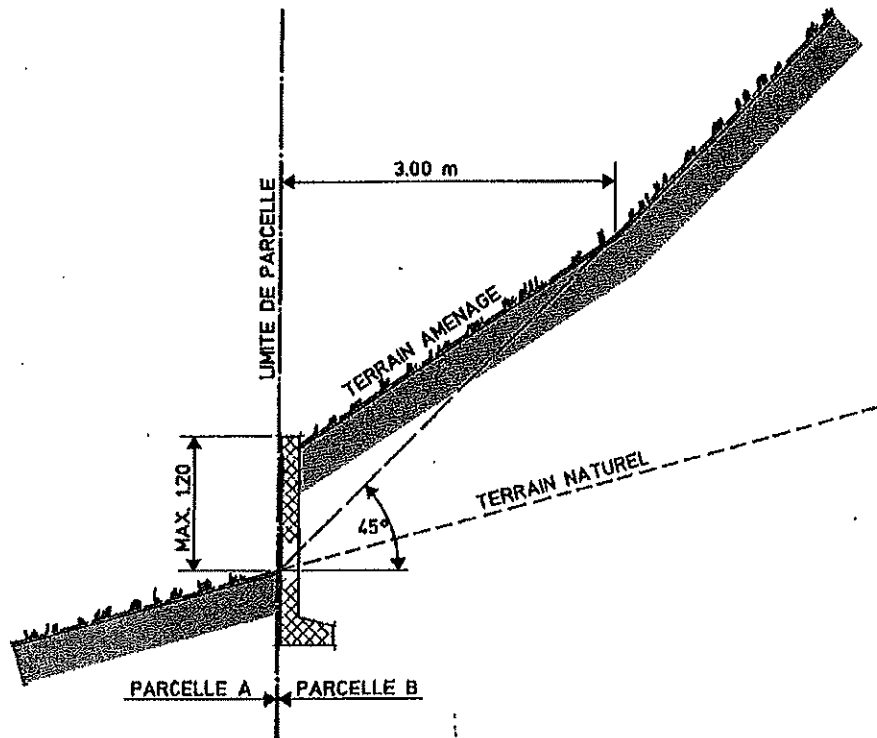 LIMITE DE PARCELLE
3.00 m
TERRAIN AMENAGE
MAX. 1.20
45°
TERRAIN NATUREL
PARCELLE A
PARCELLE B